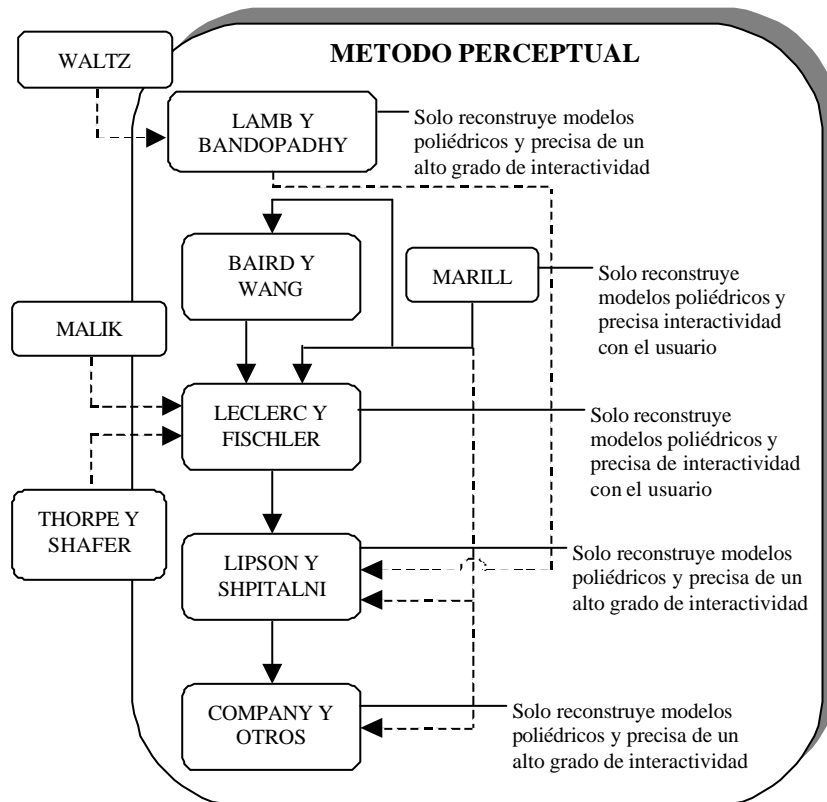 METODO PERCEPTUAL
WALTZ
LAMB Y
BANDOPADHY
Solo reconstruye modelos
poliédricos y precisa de un
alto grado de interactividad
BAIRD Y
WANG
MARILL
Solo reconstruye
modelos poliédricos y
precisa interactividad
con el usuario
MALIK
LECLERC Y
FISCHLER
Solo reconstruye
modelos poliédricos y
precisa de interactividad
con el usuario
THORPE Y
SHAFER
LIPSON Y
SHPITALNI
Solo reconstruye modelos
poliédricos y precisa de un
alto grado de interactividad
COMPANY Y
OTROS
Solo reconstruye modelos
poliédricos y precisa de un
alto grado de interactividad